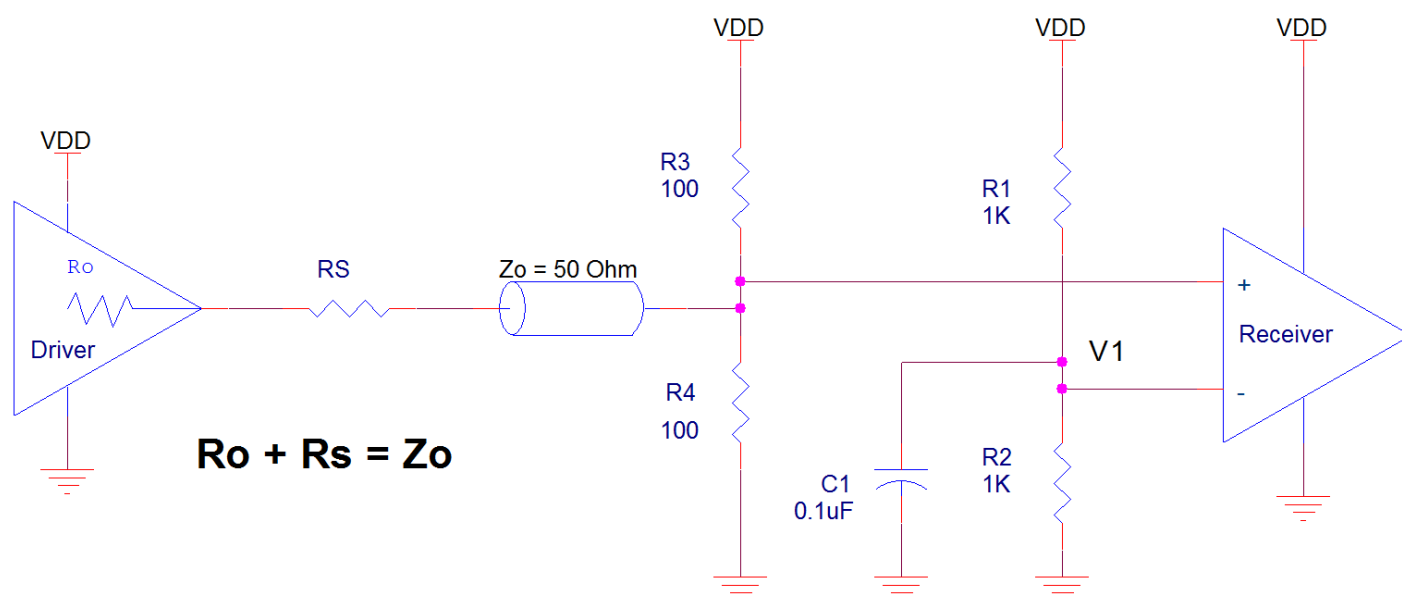 VDD
VDD
VDD
VDD
R3
100
R1
1K
Ro
RS
Zo = 50 Ohm
+
Driver
Receiver
V1
-
R4
100
Ro + Rs = Zo
C1
0.1uF
R2
1K